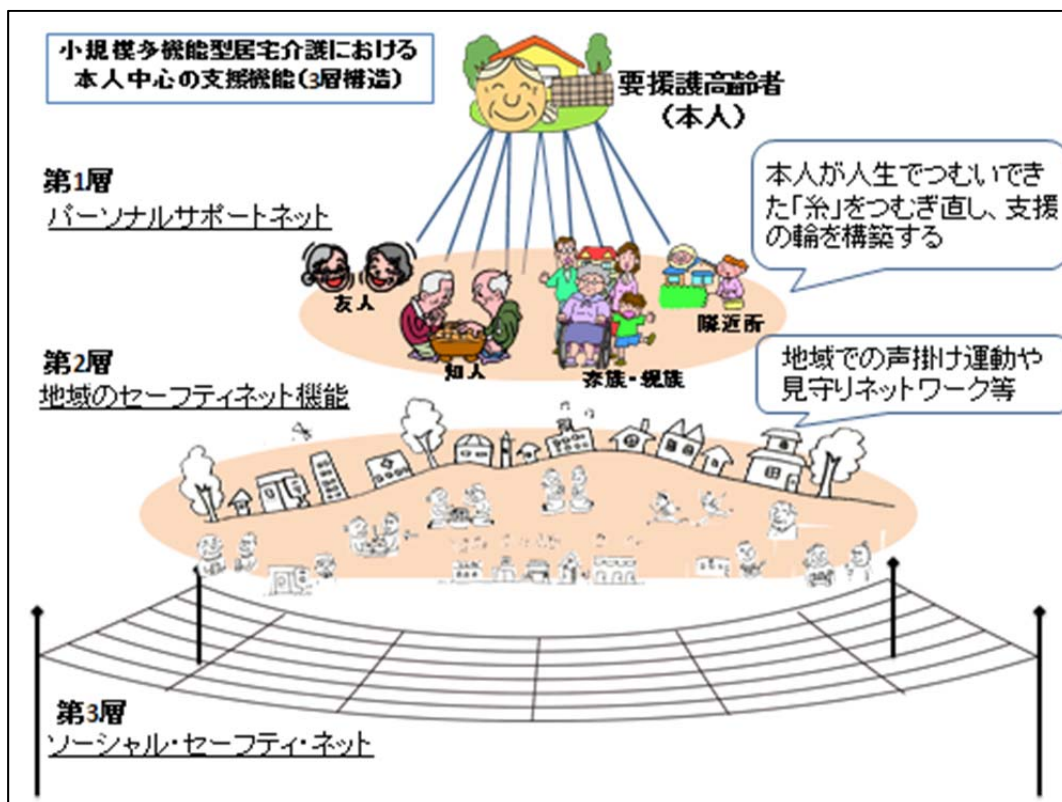 小規模多機能型居宅介護における
本人中心の支援機能(3層構造)
要援護高齢者
(本人)
第1層
パーソナルサポートネット
本人が人生でつむいでき
た「糸」をつむぎ直し、支援
の輪を構築する
友人
知人
家族・親族
隣近所
第2層
地域のセーフティネット機能
地域での声掛け運動や
見守りネットワーク等
第3層
ソーシャル・セーフティ・ネット